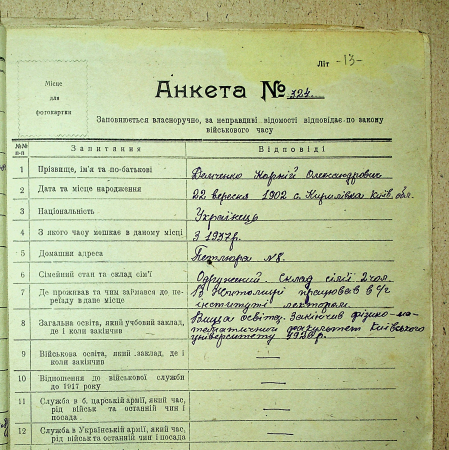 Літ -13-
Місце
для
фотокартки
Анкета № 324.
Заповнюється власноручно, за неправдиві відомості відповідає по закону
військового часу
№№ п-п Запитання Відповіді
1 Прізвище, ім'я та по-батькові Демченко Корній Олександрович
2 Дата та місце народження 22 вересня 1902 с. Кирилівка Київ. обл.
3 Національність Українець
4 З якого часу мешкає в даному місці З 1937 р.
5 Домашня адреса Петлюра № 8.
6 Сімейний стан та склад сім'ї Одружений. Склад сім'ї 2 чол.
7 Де проживав та чим займався до переїзду в дане місце
В Житомирі працював в
інституті лектором.
8 Загальна освіта, який учбовий заклад, де і коли закінчив
Вища освіта. Закінчив фізико-ма-
тематичний факультет Київського
університету 1930 р.
9 Військова освіта, який заклад, де і коли закінчив —
10 Відношення до військової служби до 1917 року —
11 Служба в б. царській армії, який час, рід військ та останній чин і посада —
12 Служба в Українській армії, який час, рід військ та останній чин і посада —